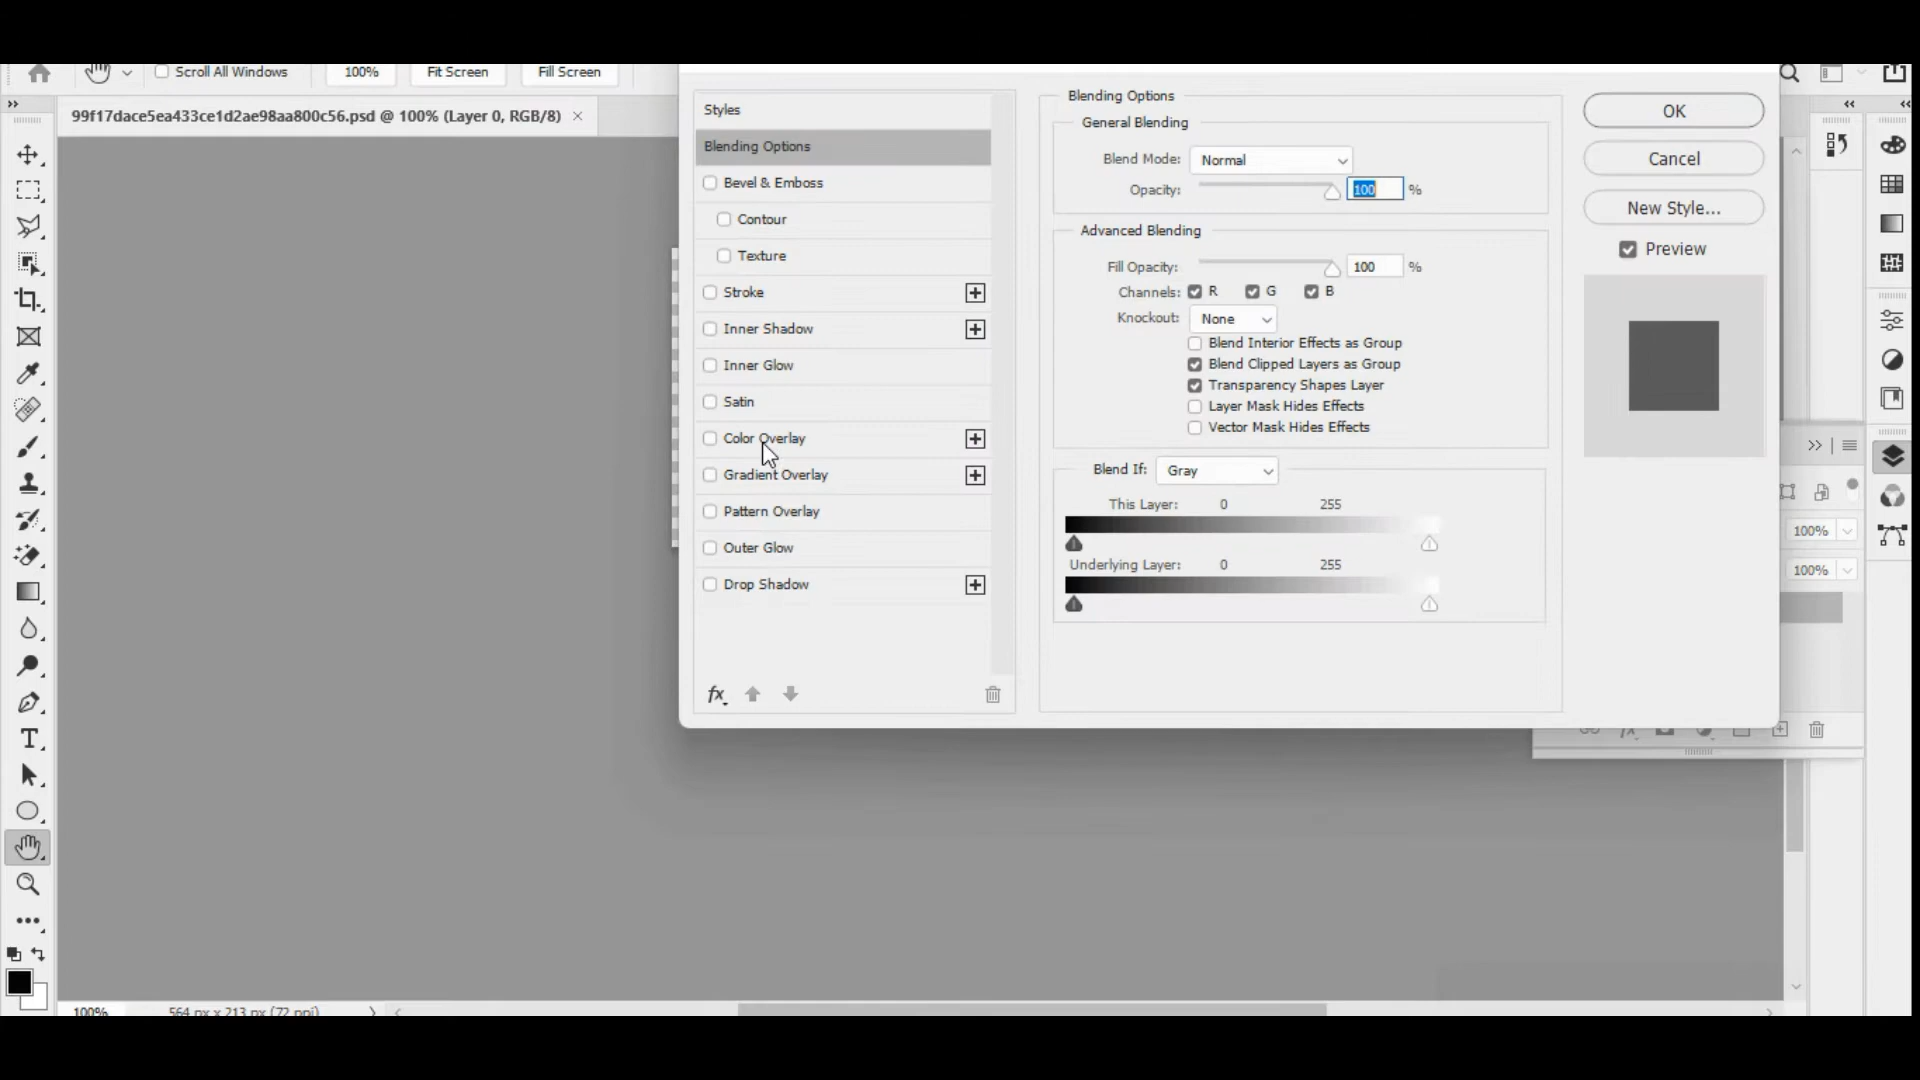 Scroll All Windows
100%
Fit Screen
Fill Screen
99f17dace5ea433ce1d2ae98aa800c56.psd @ 100% (Layer 0, RGB/8)
Styles
Blending Options
Bevel & Emboss
Contour
Texture
Stroke
Inner Shadow
Inner Glow
Satin
Color Overlay
Gradient Overlay
Pattern Overlay
Outer Glow
Drop Shadow
fx
Blending Options
General Blending
Blend Mode: Normal
Opacity: 100 %
Advanced Blending
Fill Opacity: 100 %
Channels: R G B
Knockout: None
Blend Interior Effects as Group
Blend Clipped Layers as Group
Transparency Shapes Layer
Layer Mask Hides Effects
Vector Mask Hides Effects
Blend If: Gray
This Layer: 0 255
Underlying Layer: 0 255
OK
Cancel
New Style...
Preview
100%
100%
100%
564 px x 213 px (72 ppi)